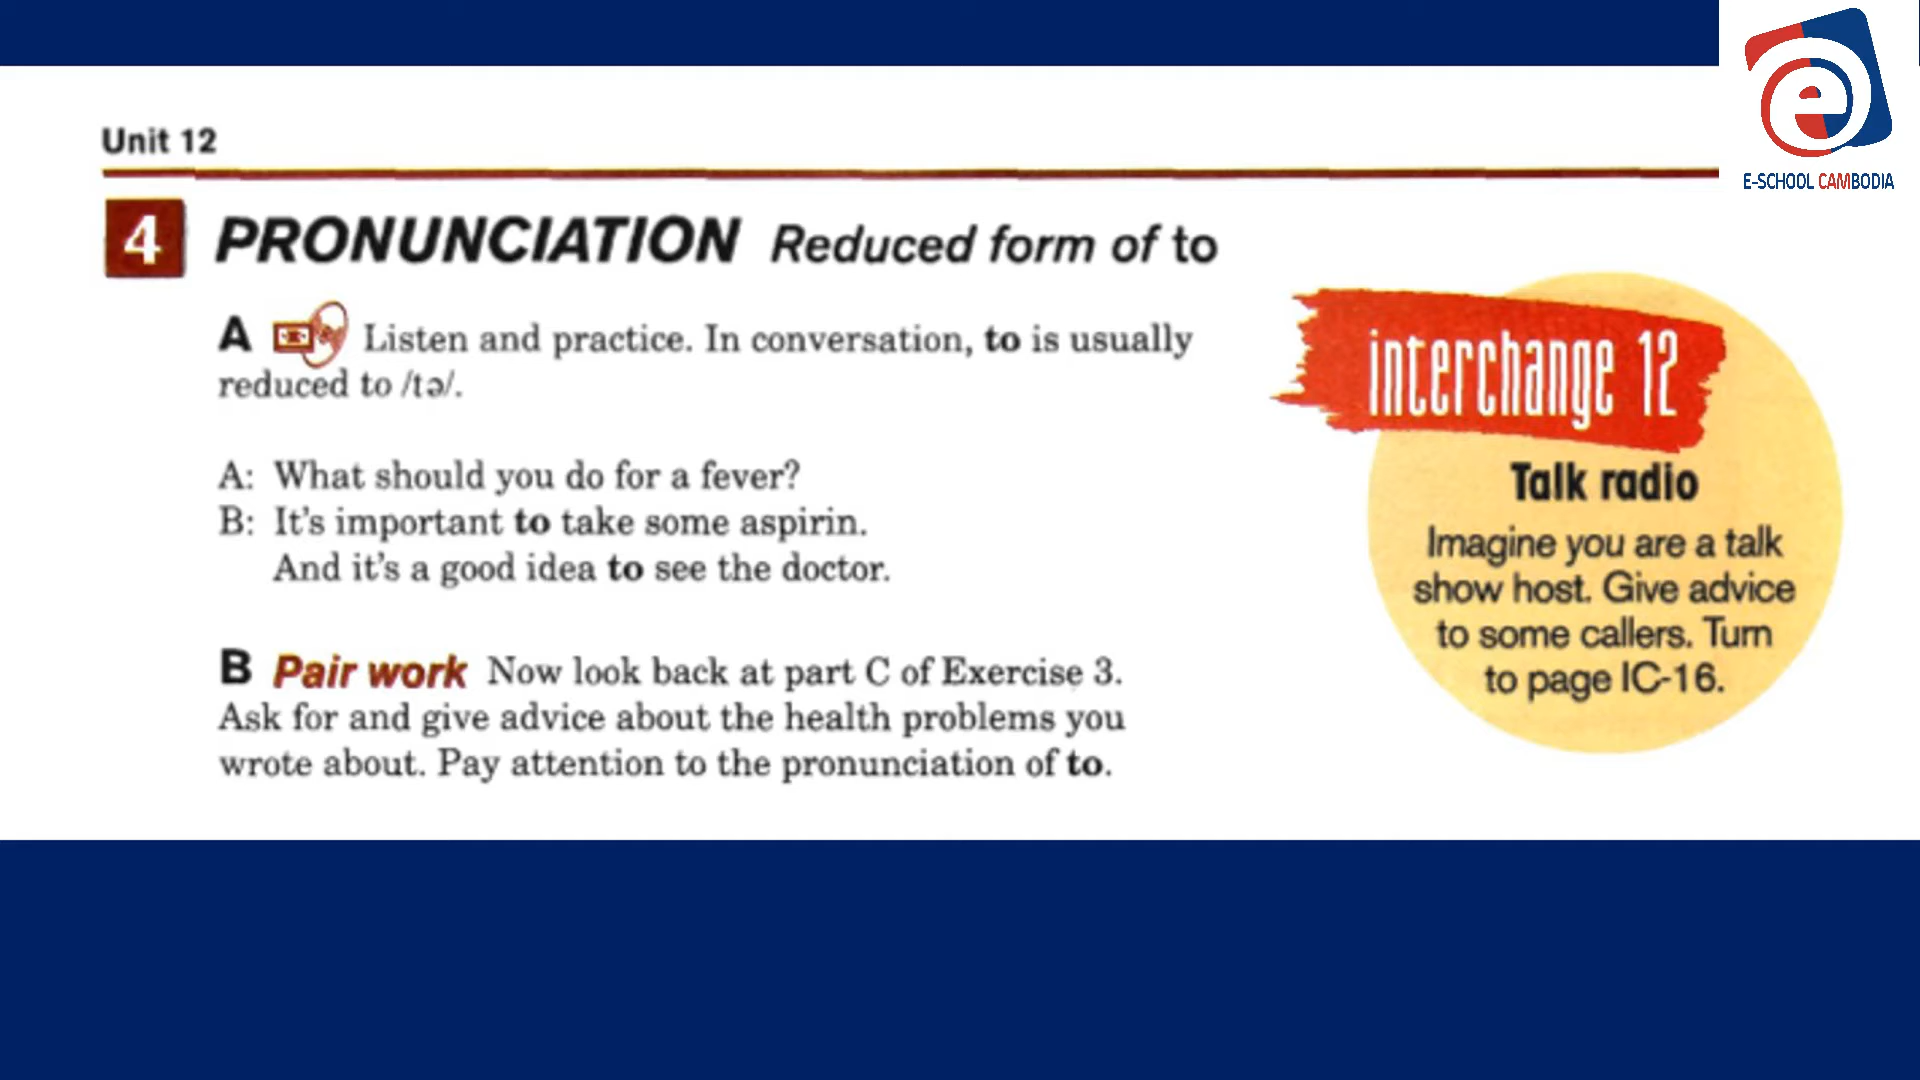 E-SCHOOL CAMBODIA
Unit 12
4 PRONUNCIATION Reduced form of to
A Listen and practice. In conversation, to is usually
reduced to /tə/.
A: What should you do for a fever?
B: It's important to take some aspirin.
And it's a good idea to see the doctor.
B Pair work Now look back at part C of Exercise 3.
Ask for and give advice about the health problems you
wrote about. Pay attention to the pronunciation of to.
interchange 12
Talk radio
Imagine you are a talk
show host. Give advice
to some callers. Turn
to page IC-16.